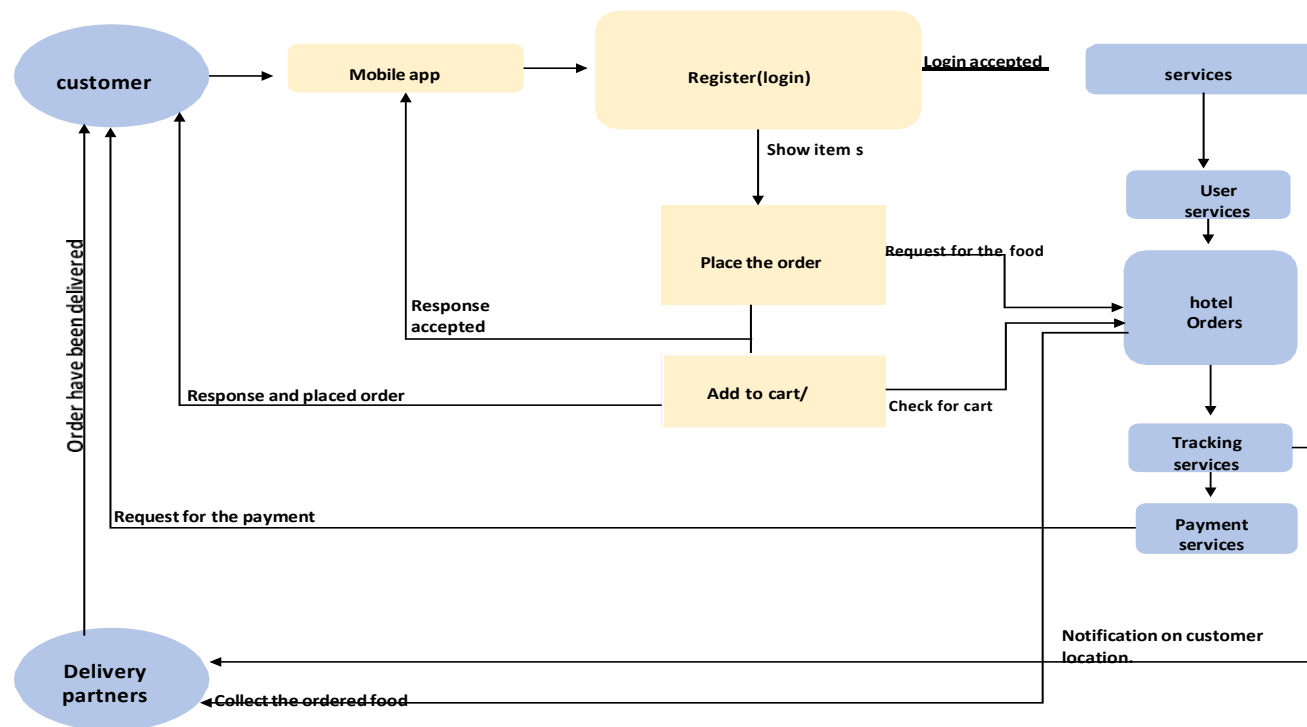 customer
Mobile app
Register(login)
Login accepted
services
Show item s
User
services
Place the order
Request for the food
hotel
Orders
Response
accepted
Add to cart/
Check for cart
Response and placed order
Order have been delivered
Tracking
services
Request for the payment
Payment
services
Notification on customer
location.
Delivery
partners
Collect the ordered food